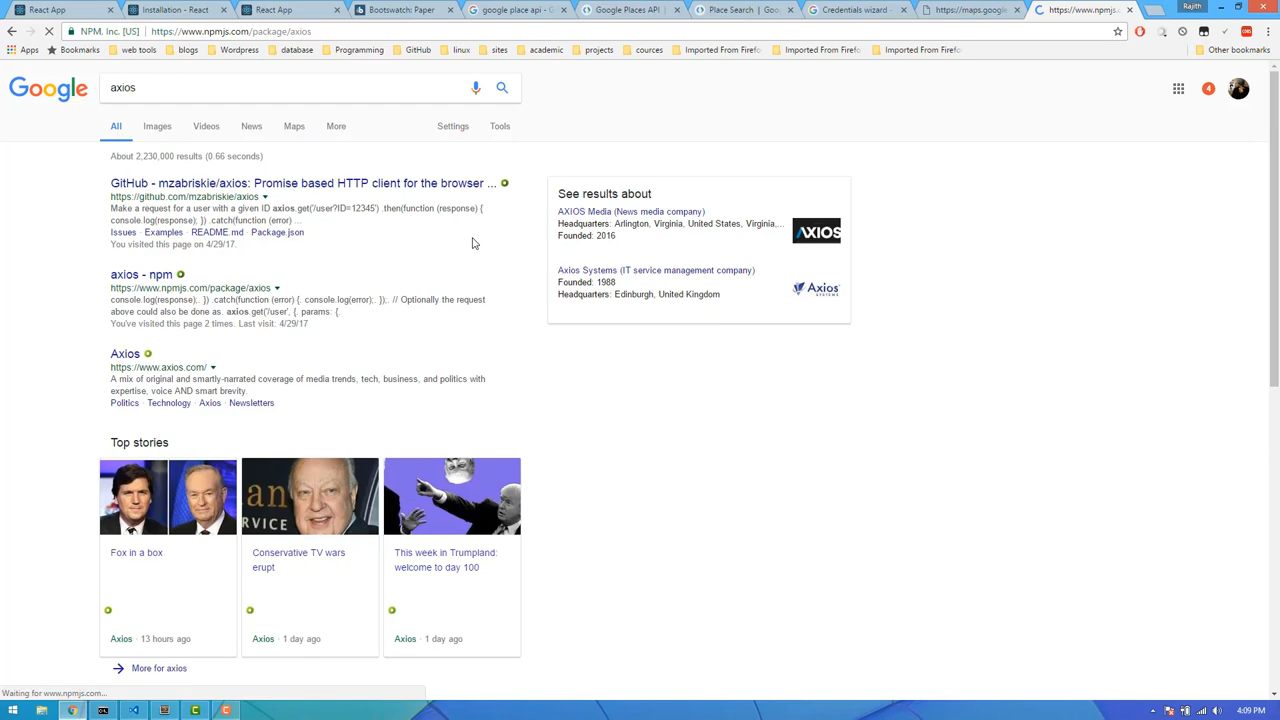 React App
Installation - React
React App
Bootswatch: Paper
google place api - G
Google Places API |
Place Search | Goo
Credentials wizard -
https://maps.google
https://www.npmjs.
Rajith
NPM, Inc. [US]
https://www.npmjs.com/package/axios
Apps
Bookmarks
web tools
blogs
Wordpress
database
Programming
GitHub
linux
sites
academic
projects
cources
Imported From Firefo
Imported From Firefo
Imported From Firefo
Other bookmarks
Google
axios
4
All
Images
Videos
News
Maps
More
Settings
Tools
About 2,230,000 results (0.66 seconds)
GitHub - mzabriskie/axios: Promise based HTTP client for the browser ...
https://github.com/mzabriskie/axios
Make a request for a user with a given ID axios.get('/user?ID=12345') .then(function (response) {
console.log(response); }) .catch(function (error) ...
Issues · Examples · README.md · Package.json
You visited this page on 4/29/17.
axios - npm
https://www.npmjs.com/package/axios
console.log(response);. }) .catch(function (error) {. console.log(error);. }); // Optionally the request
above could also be done as. axios.get('/user', {. params: {.
You've visited this page 2 times. Last visit: 4/29/17
Axios
https://www.axios.com/
A mix of original and smartly-narrated coverage of media trends, tech, business, and politics with
expertise, voice AND smart brevity.
Politics · Technology · Axios · Newsletters
See results about
AXIOS Media (News media company)
Headquarters: Arlington, Virginia, United States, Virginia,...
Founded: 2016
AXIOS
Axios Systems (IT service management company)
Founded: 1988
Headquarters: Edinburgh, United Kingdom
Axios
SYSTEMS
Top stories
an
ERVICE
Fox in a box
Axios · 13 hours ago
Conservative TV wars
erupt
Axios · 1 day ago
This week in Trumpland:
welcome to day 100
Axios · 1 day ago
More for axios
Waiting for www.npmjs.com...
4:09 PM